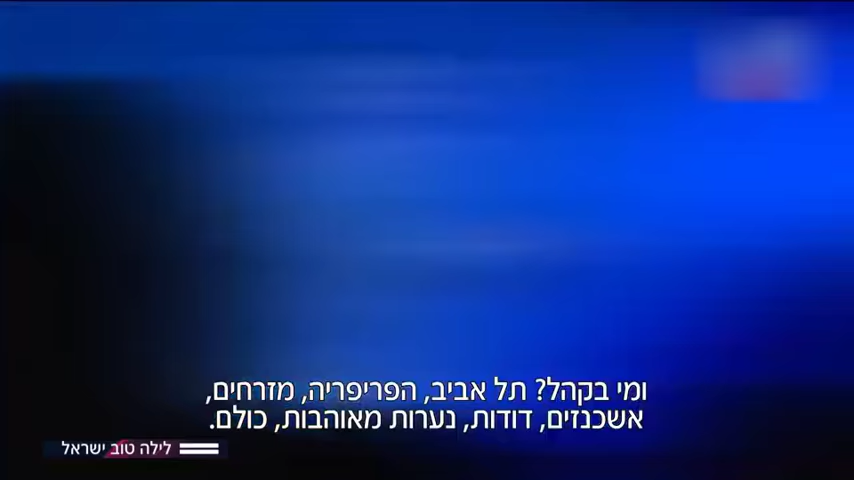 ומי בקהל? תל אביב, הפריפריה, מזרחים,
אשכנזים, דודות, נערות מאוהבות, כולם.
לילה טוב ישראל